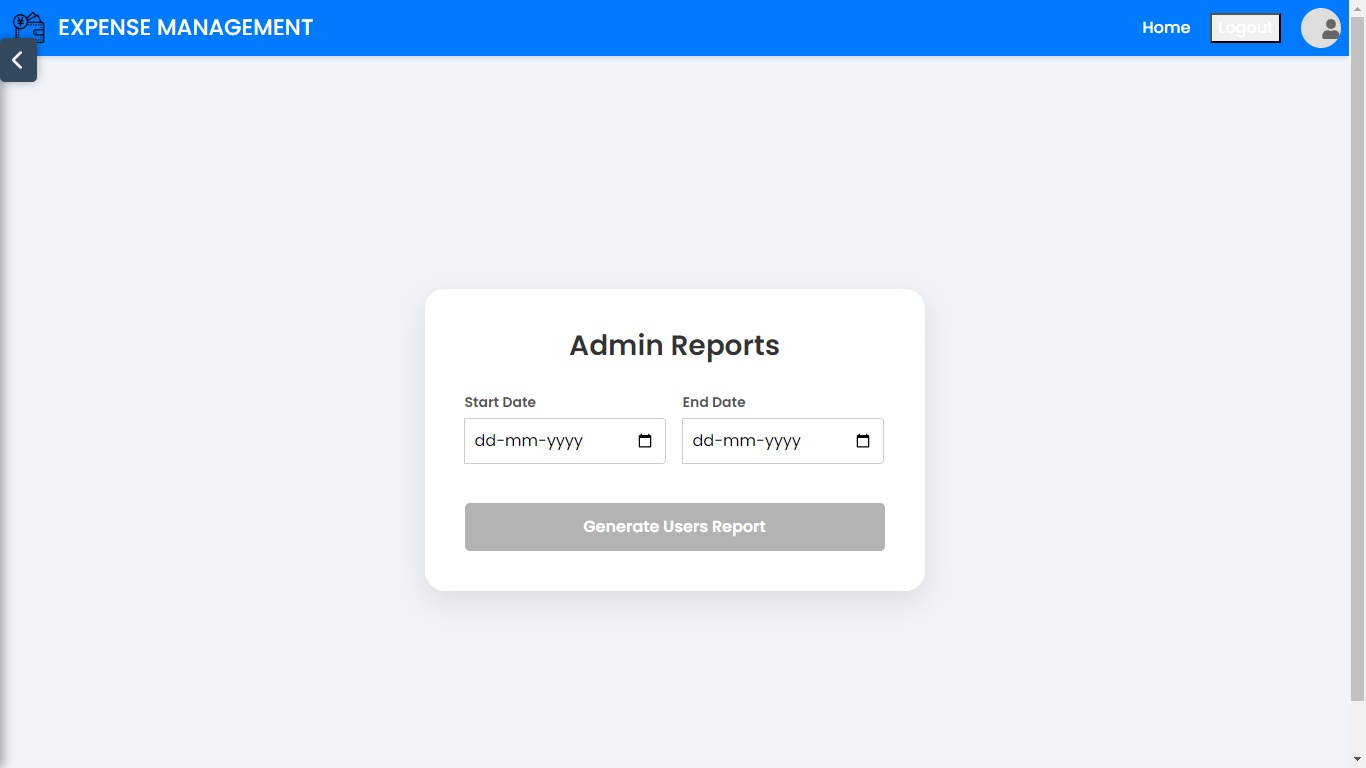 EXPENSE MANAGEMENT
Home
Logout
Admin Reports
Start Date
End Date
dd-mm-yyyy
dd-mm-yyyy
Generate Users Report